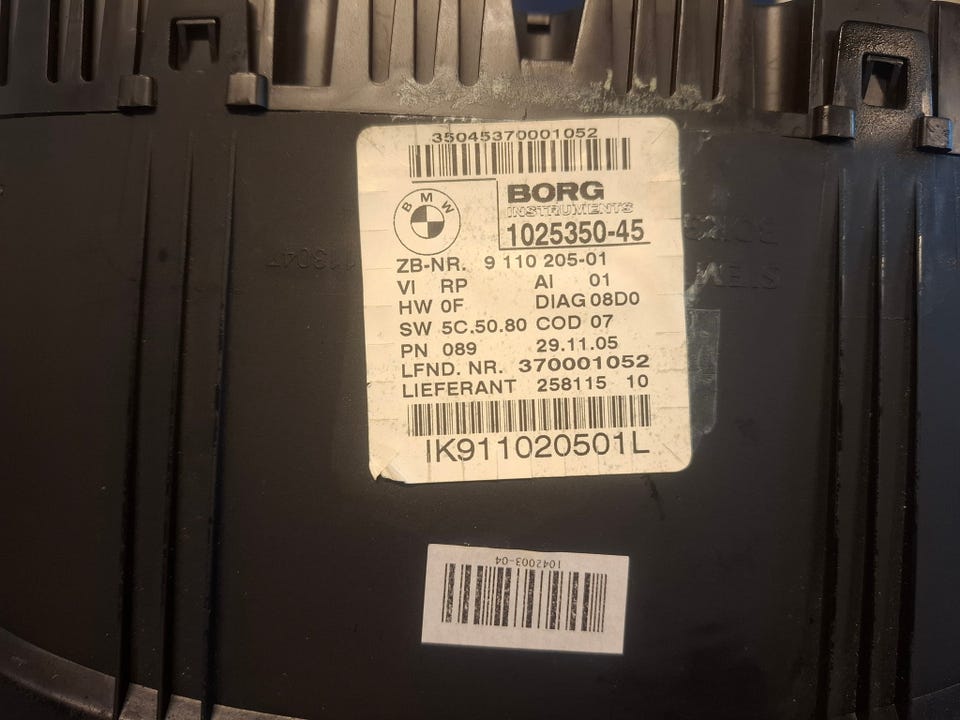 35045370001052
BMW
BORG
INSTRUMENTS
1025350-45
ZB-NR. 9 110 205-01
VI RP AI 01
HW 0F DIAG 08D0
SW 5C.50.80 COD 07
PN 089 29.11.05
LFND. NR. 370001052
LIEFERANT 258115 10
IK911020501L
1042003-04